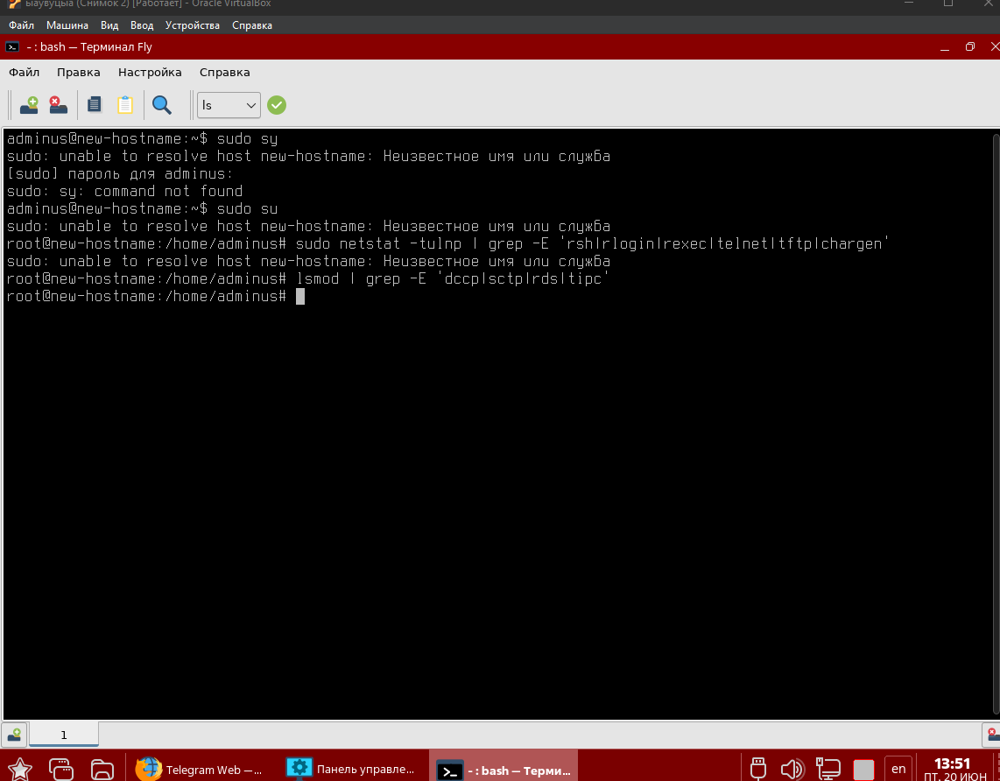 ыаувуцыа (Снимок 2) [Работает] - Oracle VirtualBox
Файл Машина Вид Ввод Устройства Справка
- : bash — Терминал Fly
Файл Правка Настройка Справка
ls
adminus@new-hostname:~$ sudo sy
sudo: unable to resolve host new-hostname: Неизвестное имя или служба
[sudo] пароль для adminus:
sudo: sy: command not found
adminus@new-hostname:~$ sudo su
sudo: unable to resolve host new-hostname: Неизвестное имя или служба
root@new-hostname:/home/adminus# sudo netstat -tulnp | grep -E 'rsh|rlogin|rexec|telnet|tftp|chargen'
sudo: unable to resolve host new-hostname: Неизвестное имя или служба
root@new-hostname:/home/adminus# lsmod | grep -E 'dccp|sctp|rds|tipc'
root@new-hostname:/home/adminus#
1
Telegram Web —... Панель управле... - : bash — Терми... en 13:51
ПТ, 20 ИЮН